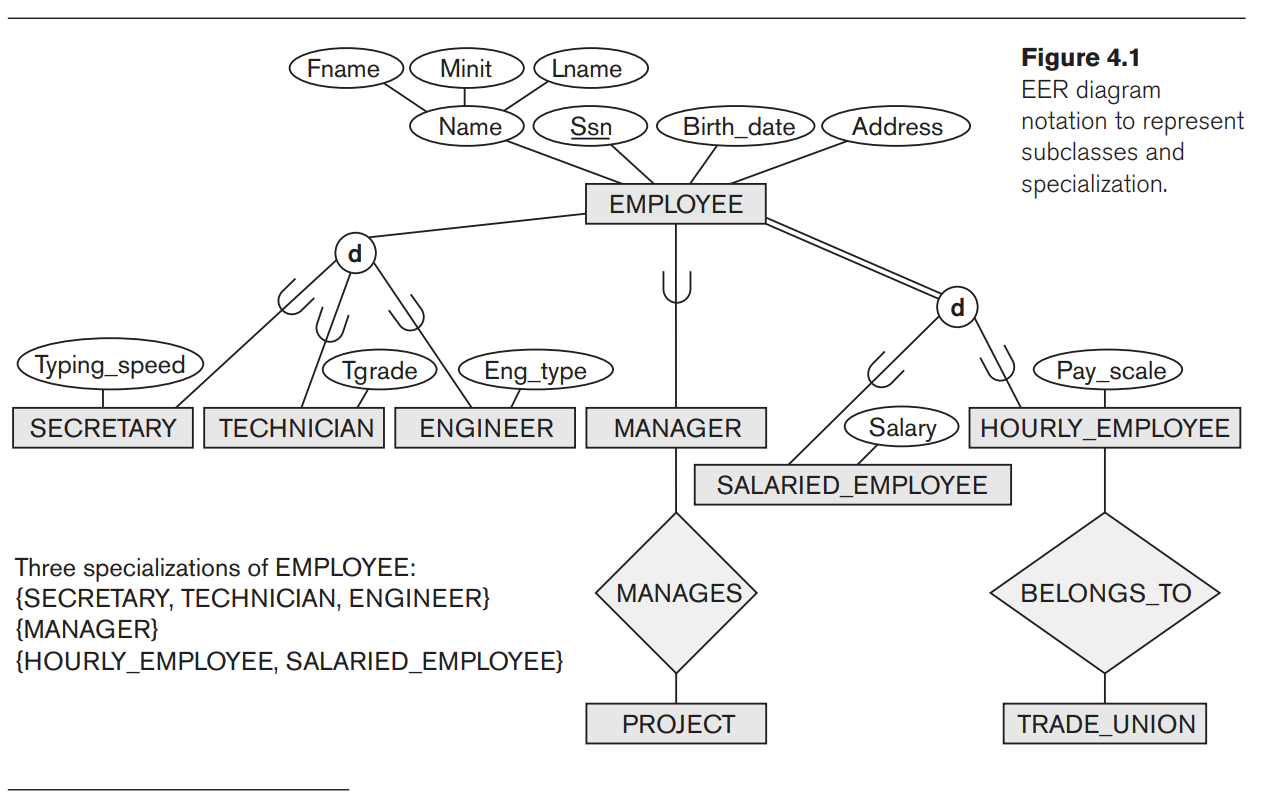 Figure 4.1
EER diagram
notation to represent
subclasses and
specialization.
Fname Minit Lname
Name Ssn Birth_date Address
EMPLOYEE
d
d
Typing_speed Tgrade Eng_type Pay_scale
SECRETARY TECHNICIAN ENGINEER MANAGER Salary HOURLY_EMPLOYEE
SALARIED_EMPLOYEE
Three specializations of EMPLOYEE:
{SECRETARY, TECHNICIAN, ENGINEER}
{MANAGER}
{HOURLY_EMPLOYEE, SALARIED_EMPLOYEE}
MANAGES BELONGS_TO
PROJECT TRADE_UNION